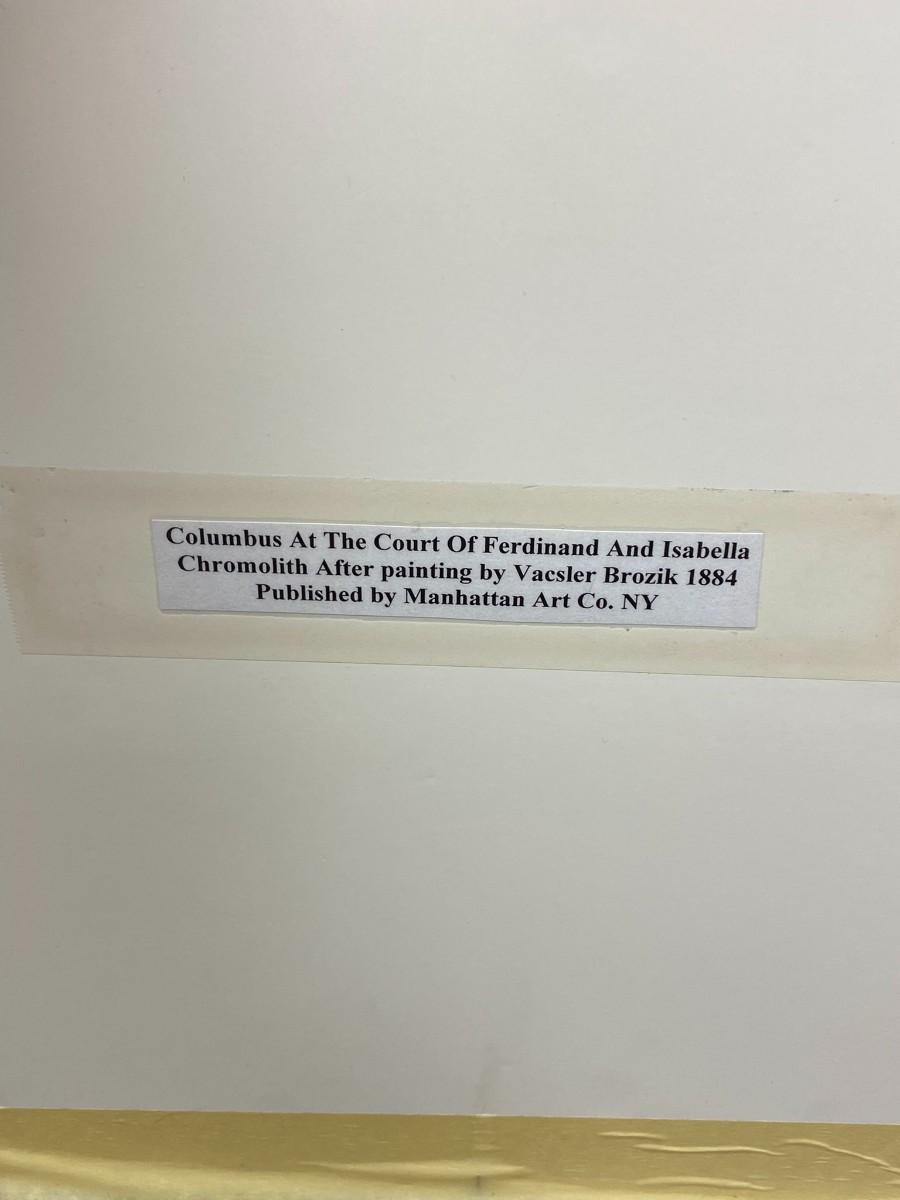 Columbus At The Court Of Ferdinand And Isabella
Chromolith After painting by Vacsler Brozik 1884
Published by Manhattan Art Co. NY